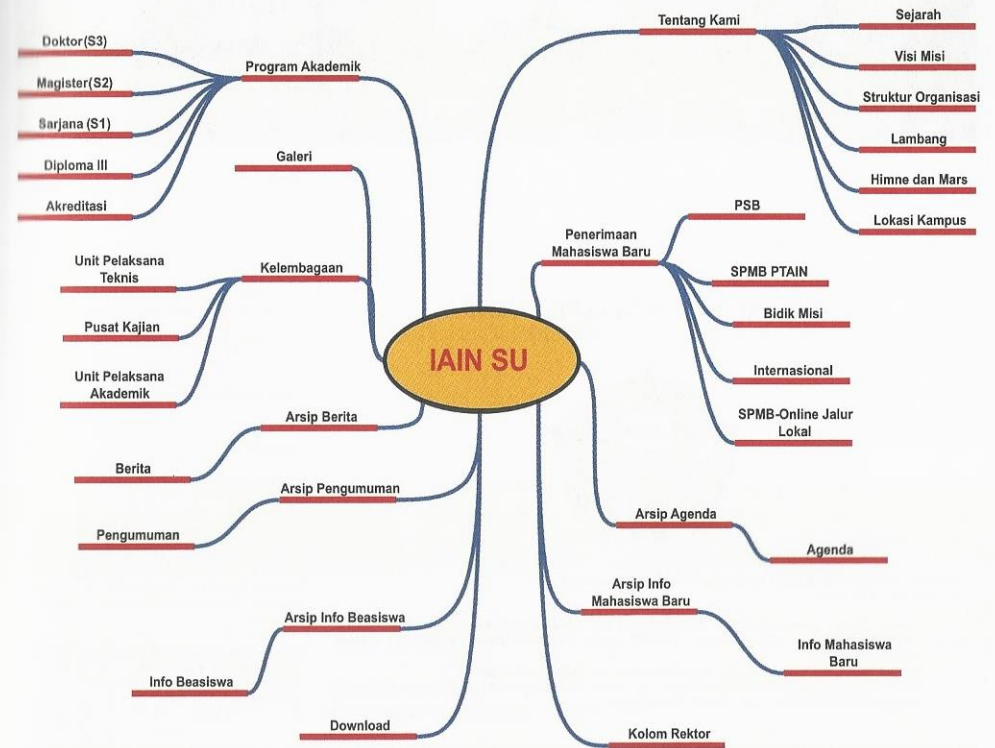 IAIN SU
Tentang Kami
Sejarah
Visi Misi
Struktur Organisasi
Lambang
Himne dan Mars
Lokasi Kampus
Penerimaan
Mahasiswa Baru
PSB
SPMB PTAIN
Bidik Misi
Internasional
SPMB-Online Jalur
Lokal
Arsip Agenda
Agenda
Arsip Info
Mahasiswa Baru
Info Mahasiswa
Baru
Kolom Rektor
Program Akademik
Doktor(S3)
Magister(S2)
Sarjana (S1)
Diploma III
Akreditasi
Galeri
Kelembagaan
Unit Pelaksana
Teknis
Pusat Kajian
Unit Pelaksana
Akademik
Arsip Berita
Berita
Arsip Pengumuman
Pengumuman
Arsip Info Beasiswa
Info Beasiswa
Download